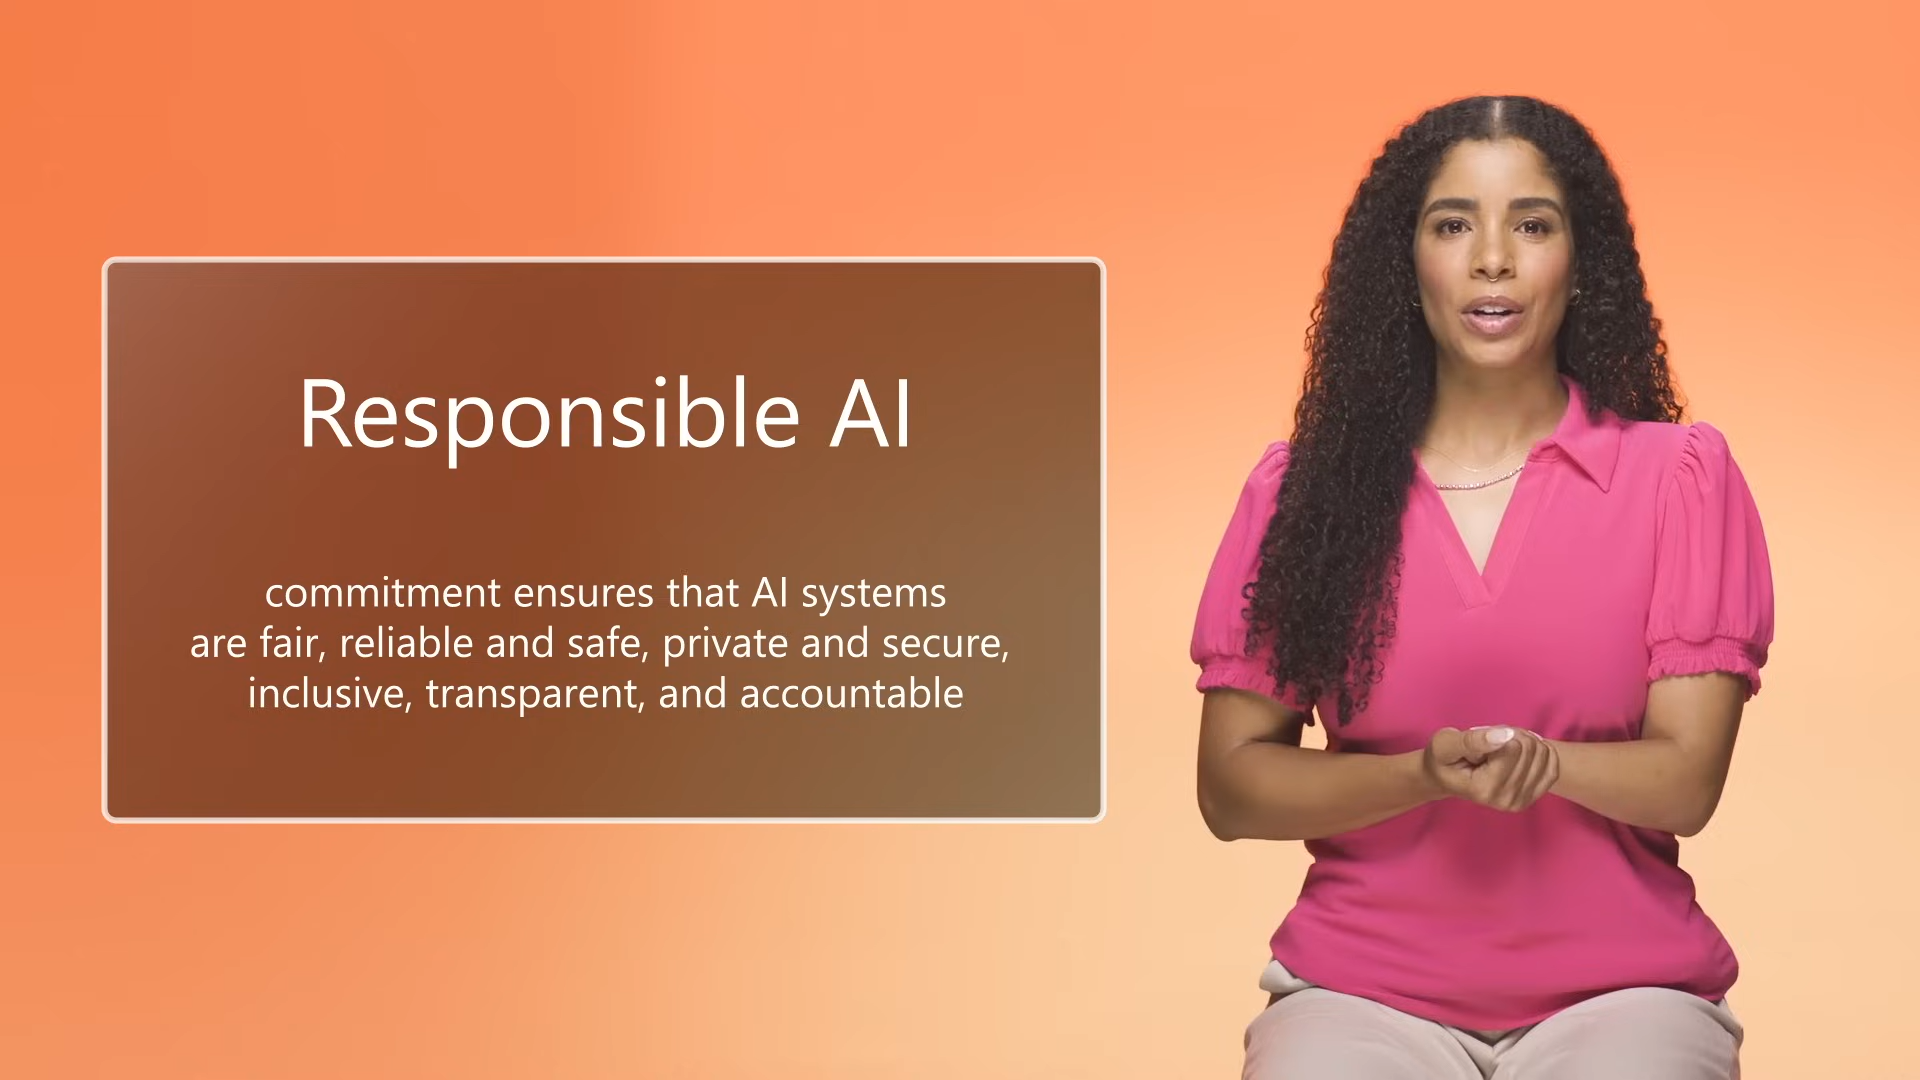 Responsible AI
commitment ensures that AI systems
are fair, reliable and safe, private and secure,
inclusive, transparent, and accountable